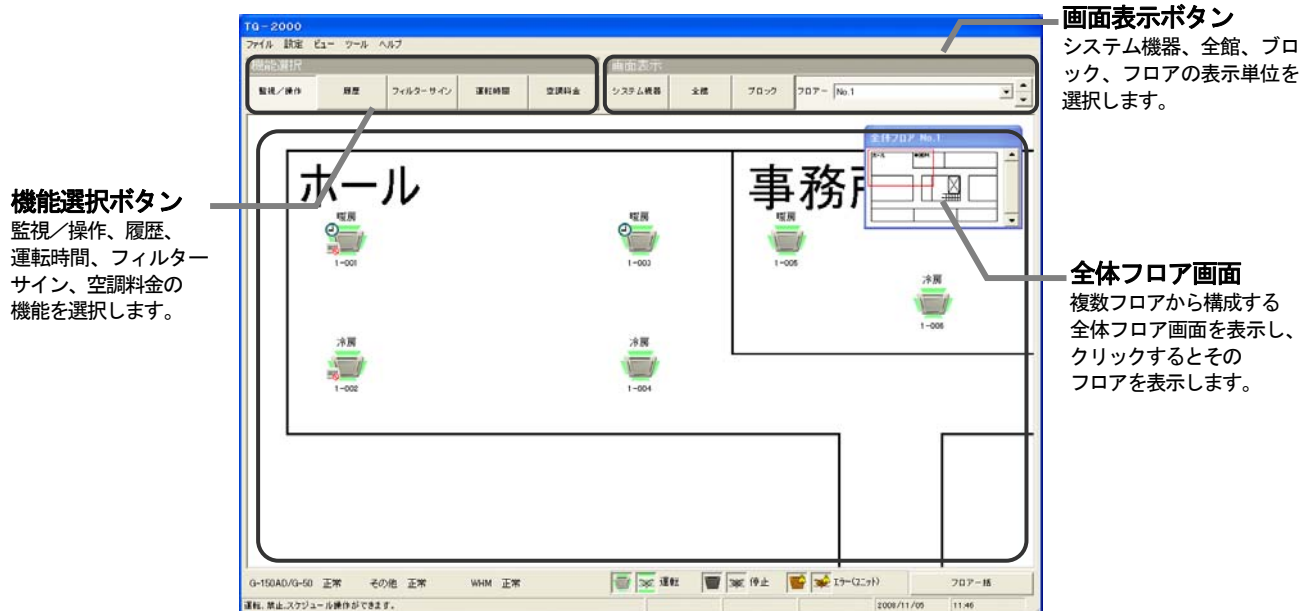 TG-2000
ファイル 設定 ビュー ツール ヘルプ
機能選択
画面表示
監視／操作 履歴 フィルターサイン 運転時間 空調料金
システム機器 全館 ブロック フロアー No.1
画面表示ボタン
システム機器、全館、ブロ
ック、フロアの表示単位を
選択します。
機能選択ボタン
監視／操作、履歴、
運転時間、フィルター
サイン、空調料金の
機能を選択します。
全体フロア No.1
ホール
事務所
ホール
暖房
1-001
暖房
1-003
事務所
暖房
1-005
冷房
1-006
冷房
1-002
冷房
1-004
全体フロア画面
複数フロアから構成する
全体フロア画面を表示し、
クリックするとその
フロアを表示します。
G-150AD/G-50 正常 その他 正常 WHM 正常
運転 停止 エラー(ユニット) フロア一括
運転、禁止、スケジュール操作ができます。
2008/11/05 11:46